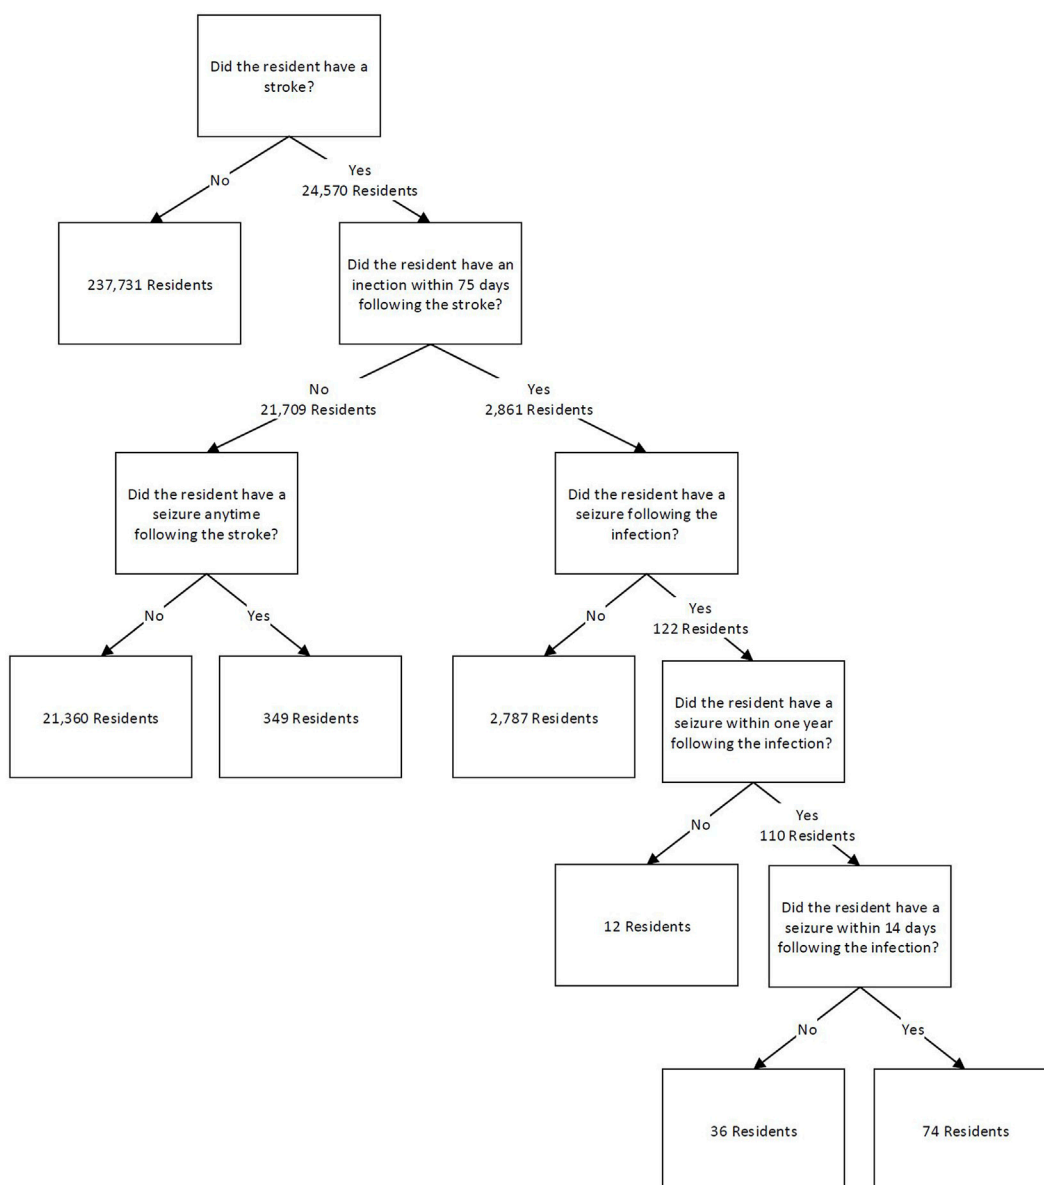 Did the resident have a
stroke?
No
Yes
24,570 Residents
237,731 Residents
Did the resident have an
inection within 75 days
following the stroke?
No
21,709 Residents
Yes
2,861 Residents
Did the resident have a
seizure anytime
following the stroke?
Did the resident have a
seizure following the
infection?
No
Yes
No
Yes
122 Residents
21,360 Residents
349 Residents
2,787 Residents
Did the resident have a
seizure within one year
following the infection?
No
Yes
110 Residents
12 Residents
Did the resident have a
seizure within 14 days
following the infection?
No
Yes
36 Residents
74 Residents